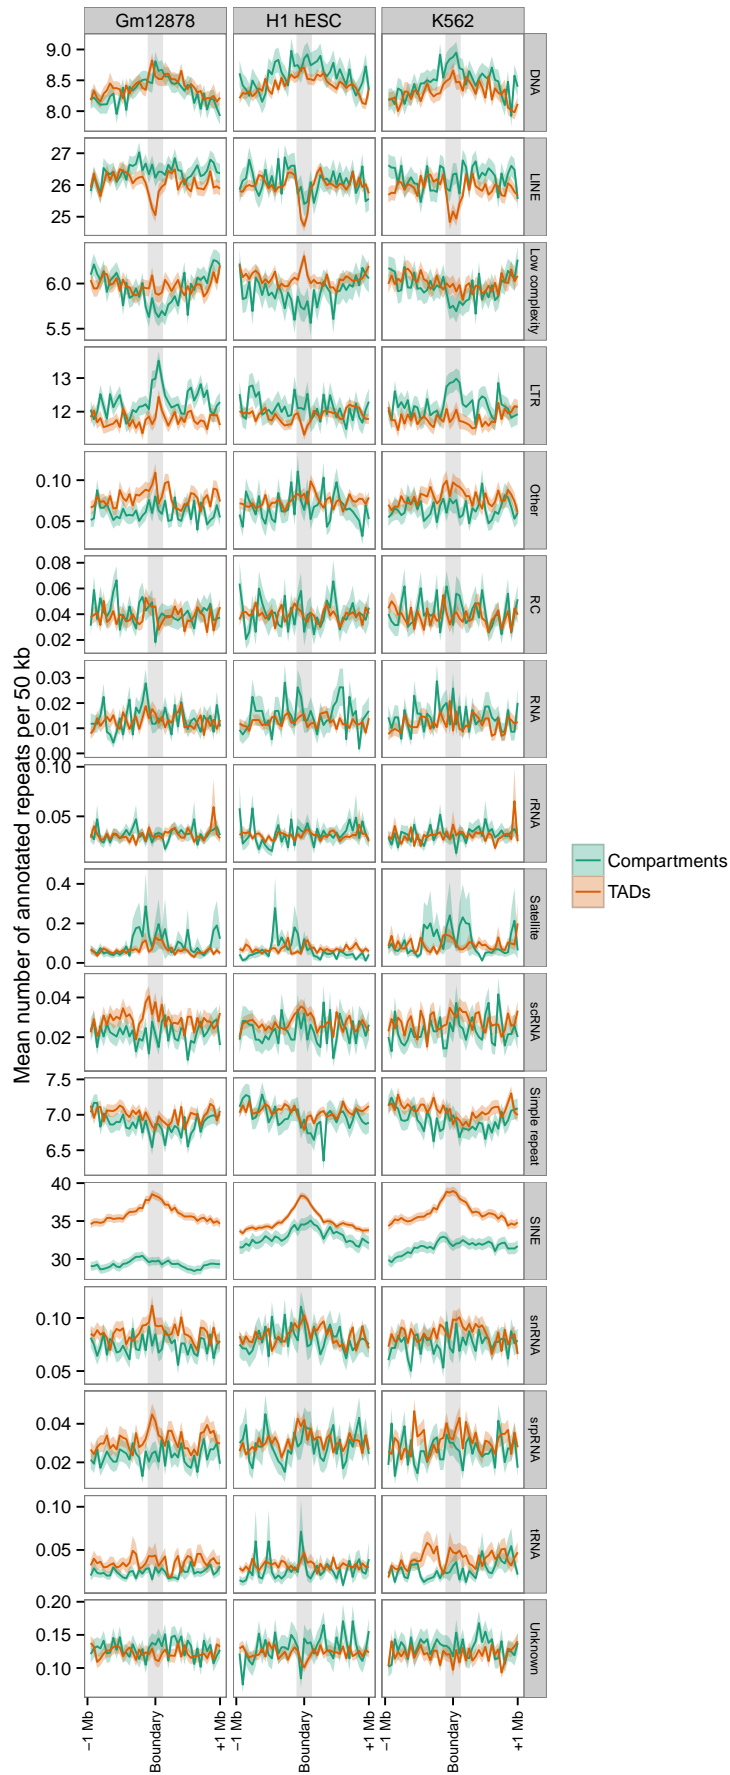 Gm12878
H1 hESC
K562
Mean number of annotated repeats per 50 kb
9.0
8.5
8.0
DNA
27
26
25
LINE
6.0
5.5
Low complexity
13
12
LTR
0.10
0.05
Other
0.08
0.06
0.04
0.02
RC
0.03
0.02
0.01
0.00
RNA
0.10
0.05
rRNA
0.4
0.2
0.0
Satellite
0.04
0.02
scRNA
7.5
7.0
6.5
Simple repeat
40
35
30
SINE
0.10
0.05
snRNA
0.04
0.02
srpRNA
0.10
0.05
tRNA
0.20
0.15
0.10
Unknown
−1 Mb
Boundary
+1 Mb
−1 Mb
Boundary
+1 Mb
−1 Mb
Boundary
+1 Mb
Compartments
TADs